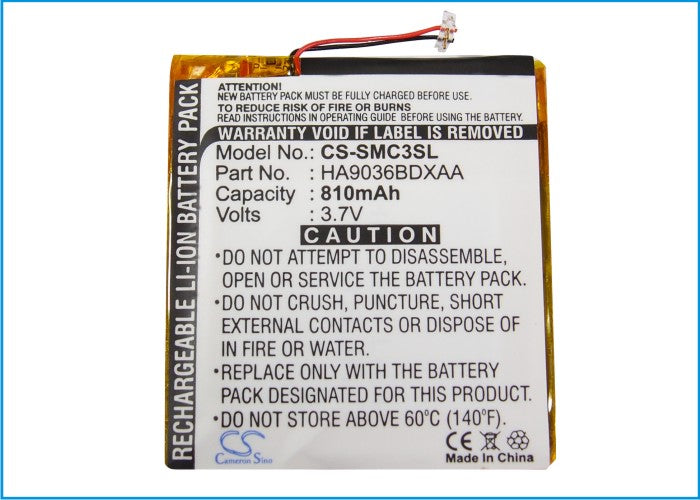 RECHARGEABLE LI-ION BATTERY PACK
ATTENTION!
NEW BATTERY PACK MUST BE FULLY CHARGED BEFORE USE.
TO REDUCE RISK OF FIRE OR BURNS
READ INSTRUCTIONS IN OPERATING GUIDE COMPLETELY BEFORE USE.
WARRANTY VOID IF LABEL REMOVED
Model No.: CS-SMC3SL
Part No. : HA9036BDXAA
Capacity : 810mAh
Volts : 3.7V
CAUTION
•DO NOT ATTEMPT TO DISASSEMBLE,
OPEN OR SERVICE THE BATTERY PACK.
•DO NOT CRUSH, PUNCTURE, SHORT
EXTERNAL CONTACTS OR DISPOSE OF
IN FIRE OR WATER.
•REPLACE ONLY WITH THE BATTERY
PACK DESIGNATED FOR THIS PRODUCT.
•DO NOT STORE ABOVE 60°C (140°F).
CS
Cameron Sino
CE
Made In China